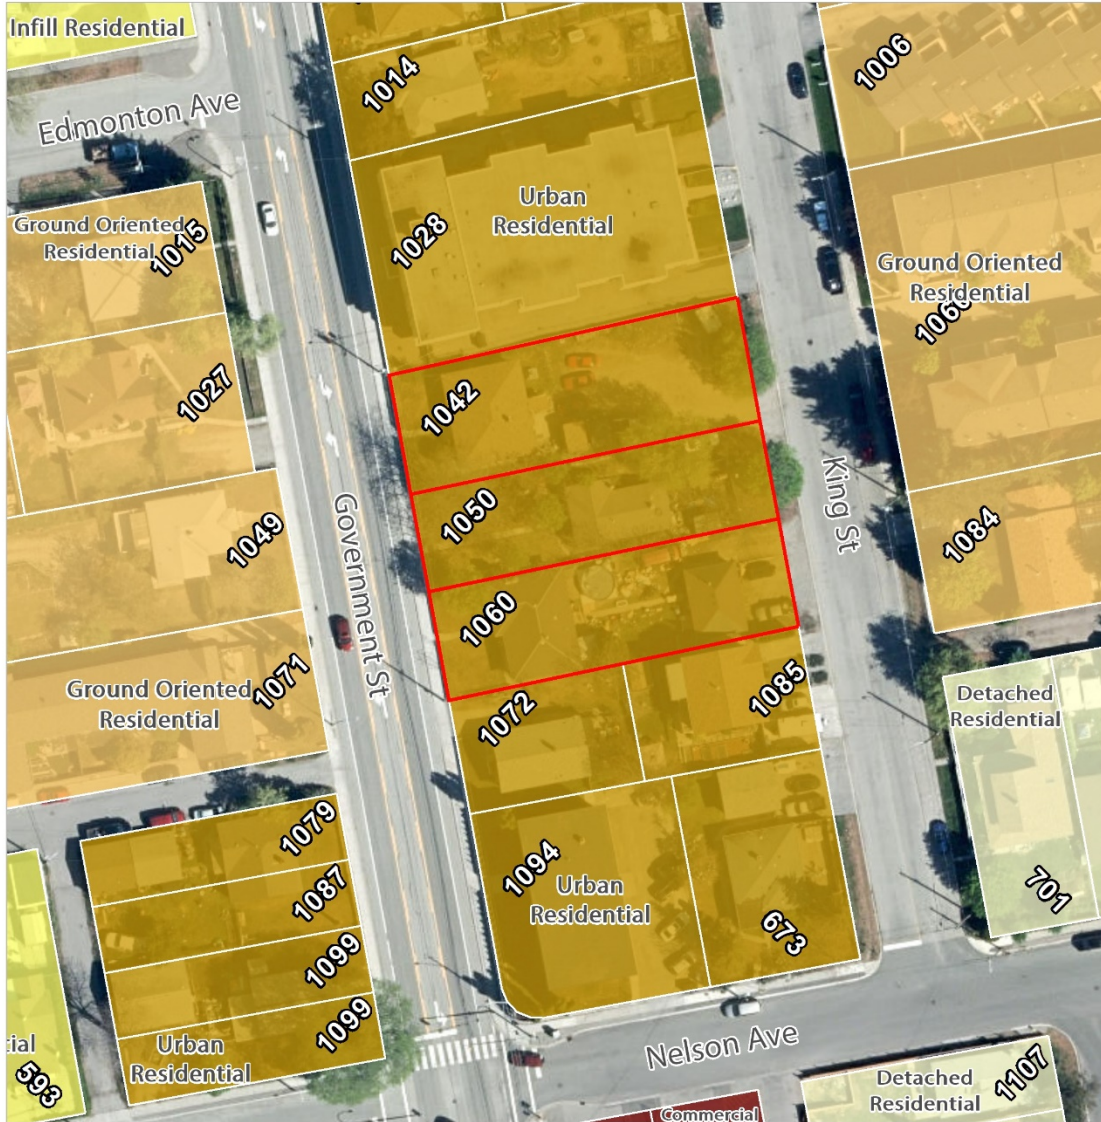 Infill Residential
1014
1006
Edmonton Ave
Urban
Residential
Ground Oriented
Residential
1015
1028
Ground Oriented
Residential
1027
1042
1050
King St
Government St
1049
1084
1060
Ground Oriented
Residential
1071
1072
1085
Detached
Residential
1079
1087
1094
Urban
Residential
701
673
1099
1099
Urban
Residential
tial
593
Nelson Ave
Detached
Residential
1107
Commercial